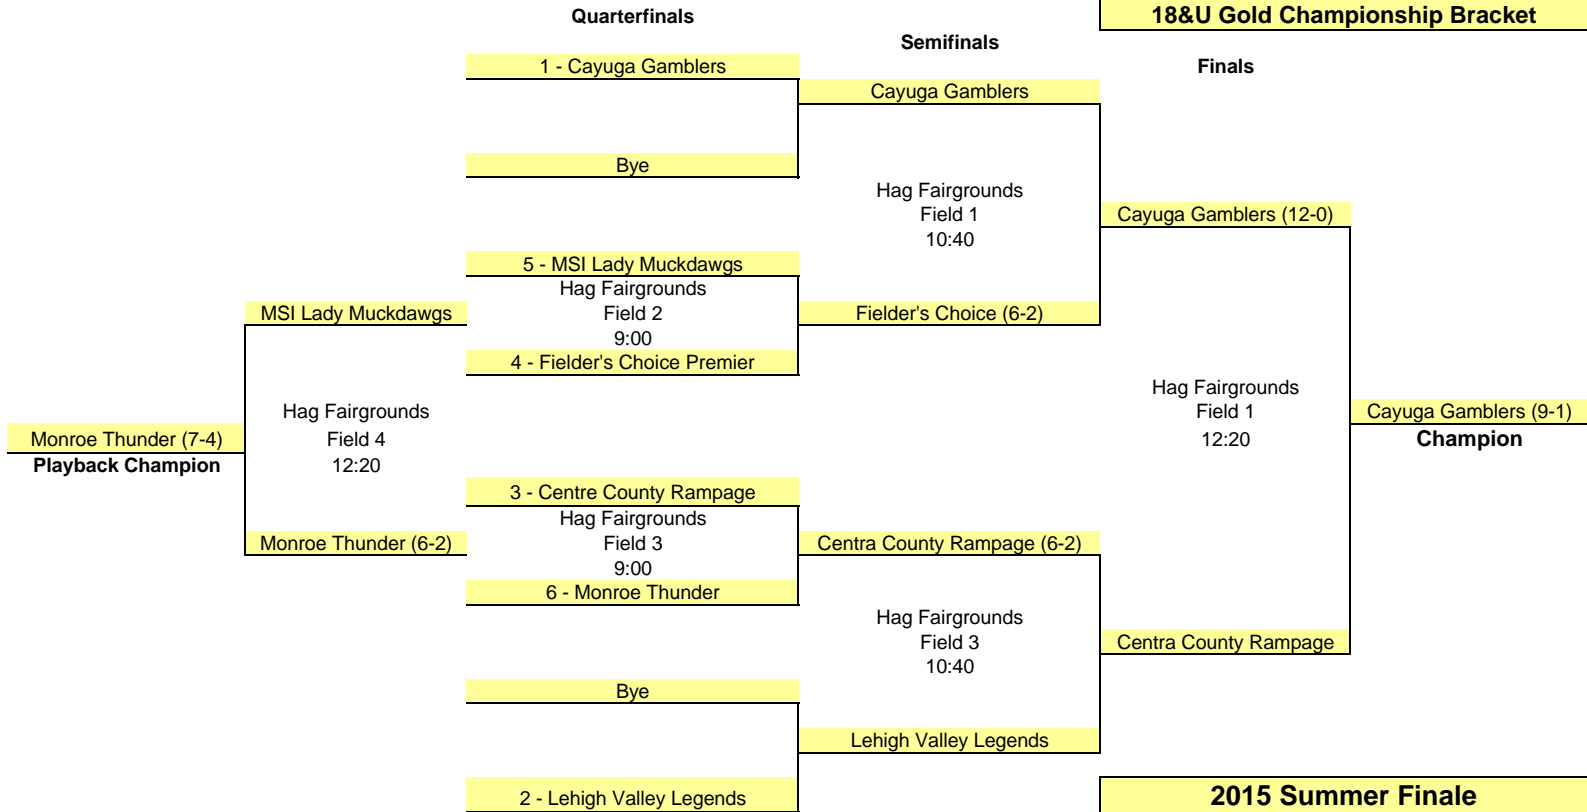 Quarterfinals
18&U Gold Championship Bracket
Semifinals
1 - Cayuga Gamblers
Finals
Cayuga Gamblers
Bye
Hag Fairgrounds
Field 1
10:40
Cayuga Gamblers (12-0)
5 - MSI Lady Muckdawgs
Hag Fairgrounds
Field 2
9:00
MSI Lady Muckdawgs
Fielder's Choice (6-2)
4 - Fielder's Choice Premier
Hag Fairgrounds
Field 4
12:20
Hag Fairgrounds
Field 1
12:20
Cayuga Gamblers (9-1)
Champion
Monroe Thunder (7-4)
Playback Champion
3 - Centre County Rampage
Hag Fairgrounds
Field 3
9:00
Monroe Thunder (6-2)
Centra County Rampage (6-2)
6 - Monroe Thunder
Hag Fairgrounds
Field 3
10:40
Centra County Rampage
Bye
Lehigh Valley Legends
2 - Lehigh Valley Legends
2015 Summer Finale